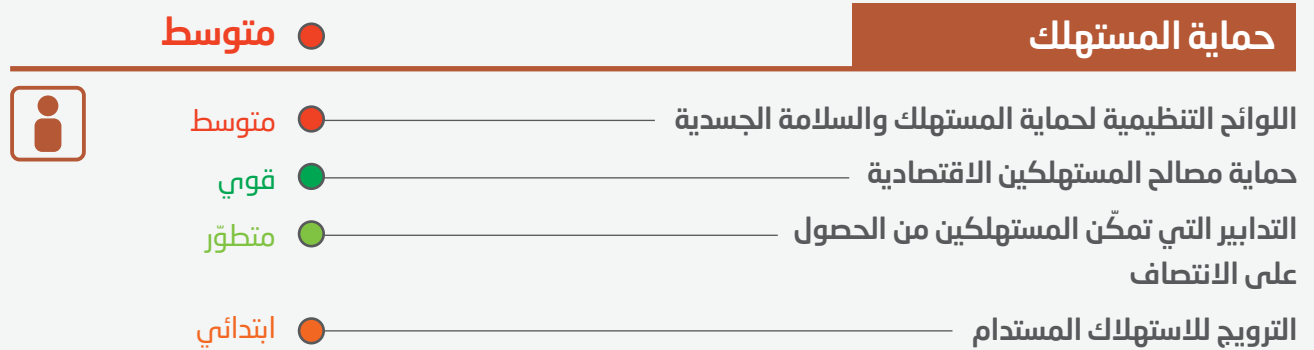 حماية المستهلك
متوسط
اللوائح التنظيمية لحماية المستهلك والسلامة الجسدية
متوسط
حماية مصالح المستهلكين الاقتصادية
قوي
التدابير التي تمكّن المستهلكين من الحصول
على الانتصاف
متطوّر
الترويج للاستهلاك المستدام
ابتدائي